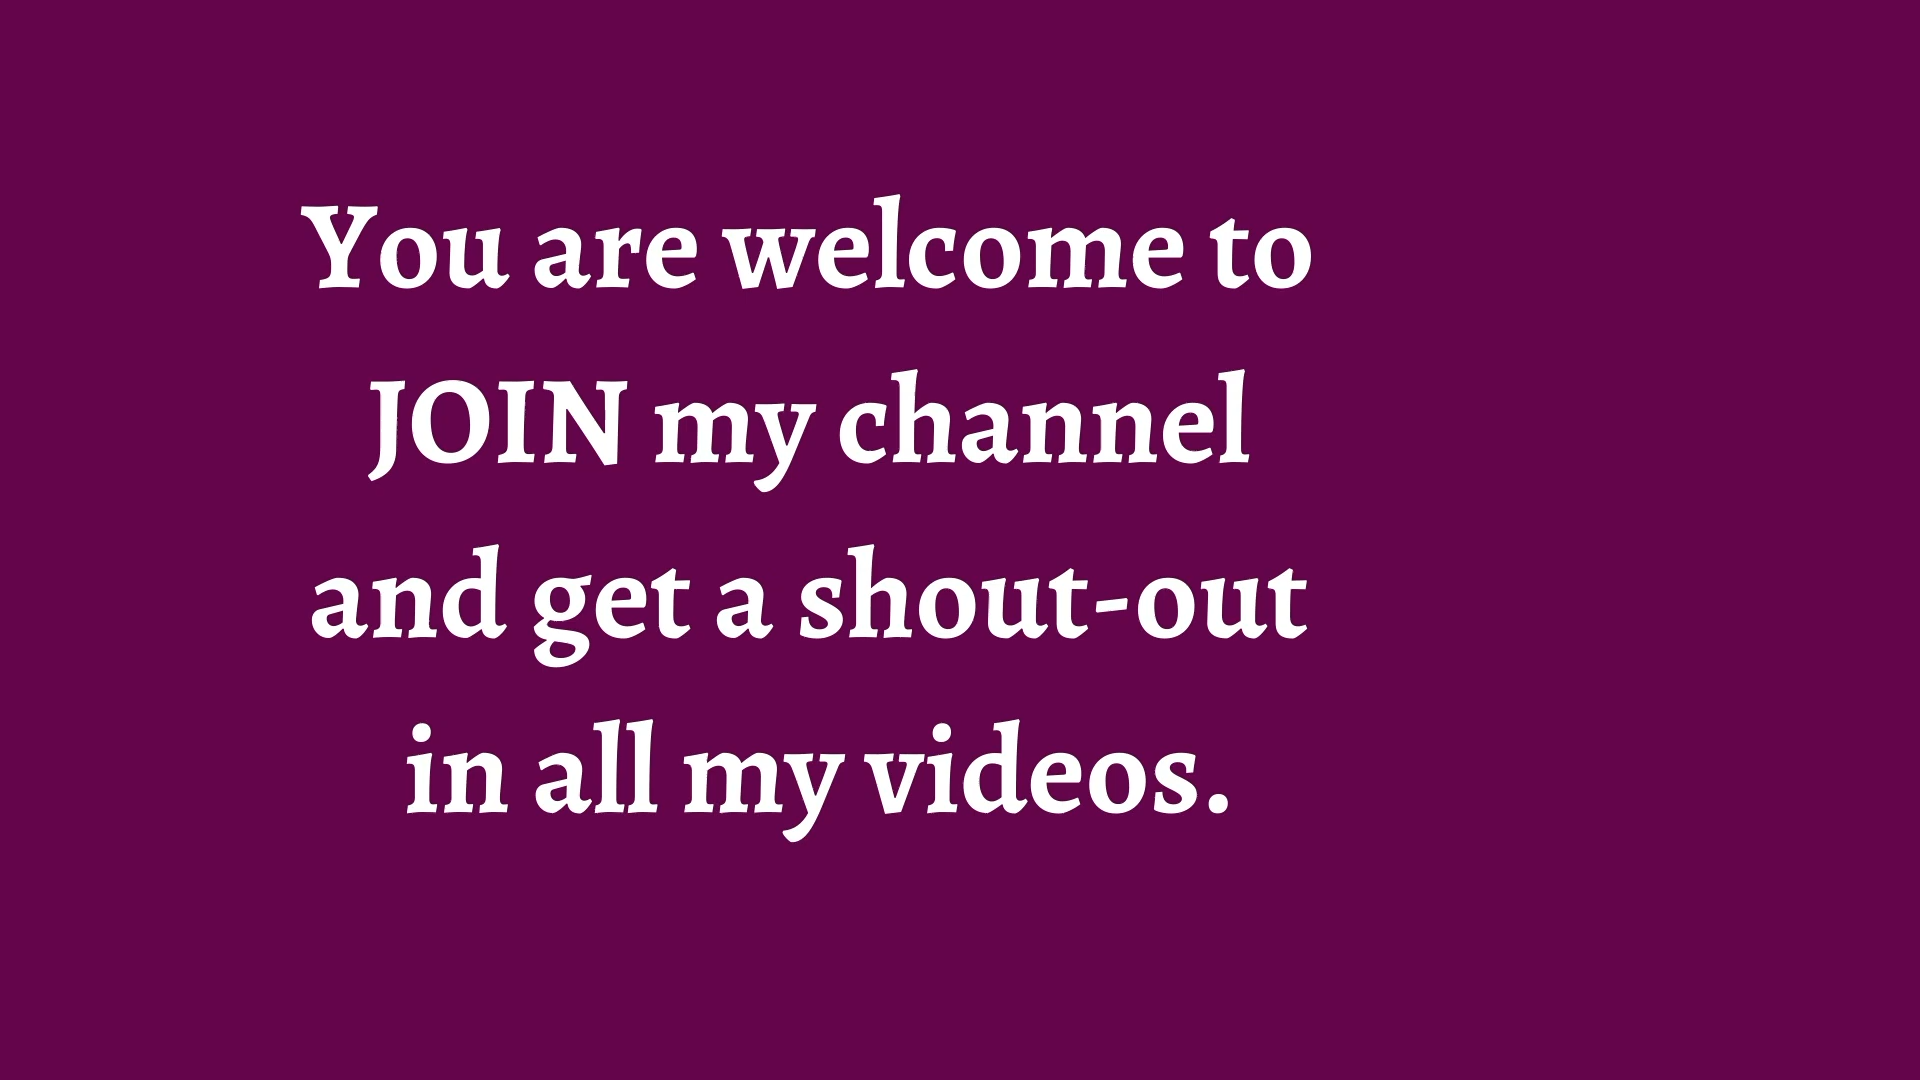 You are welcome to
JOIN my channel
and get a shout-out
in all my videos.